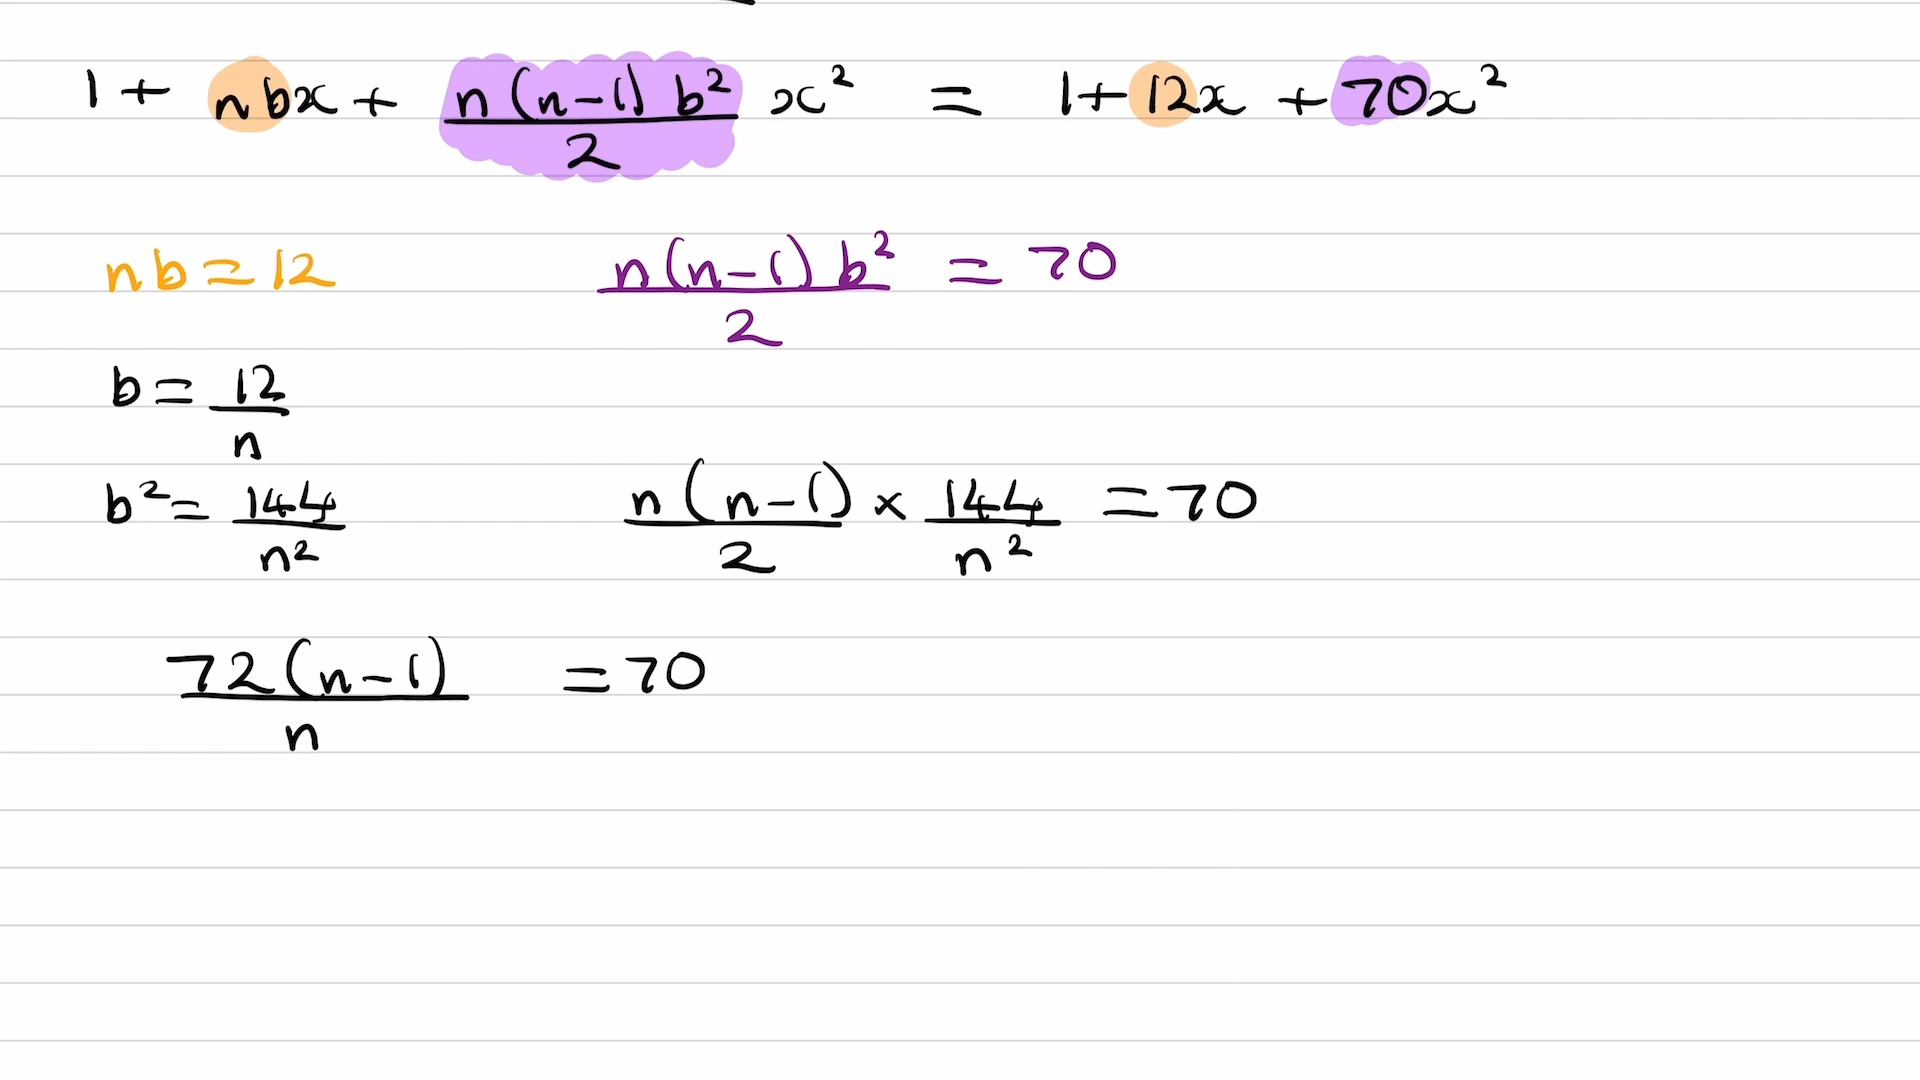 1 + nbx + n(n-1)b²/2 x² = 1 + 12x + 70x²
nb = 12 n(n-1)b²/2 = 70
b = 12/n
b² = 144/n² n(n-1)/2 × 144/n² = 70
72(n-1)/n = 70